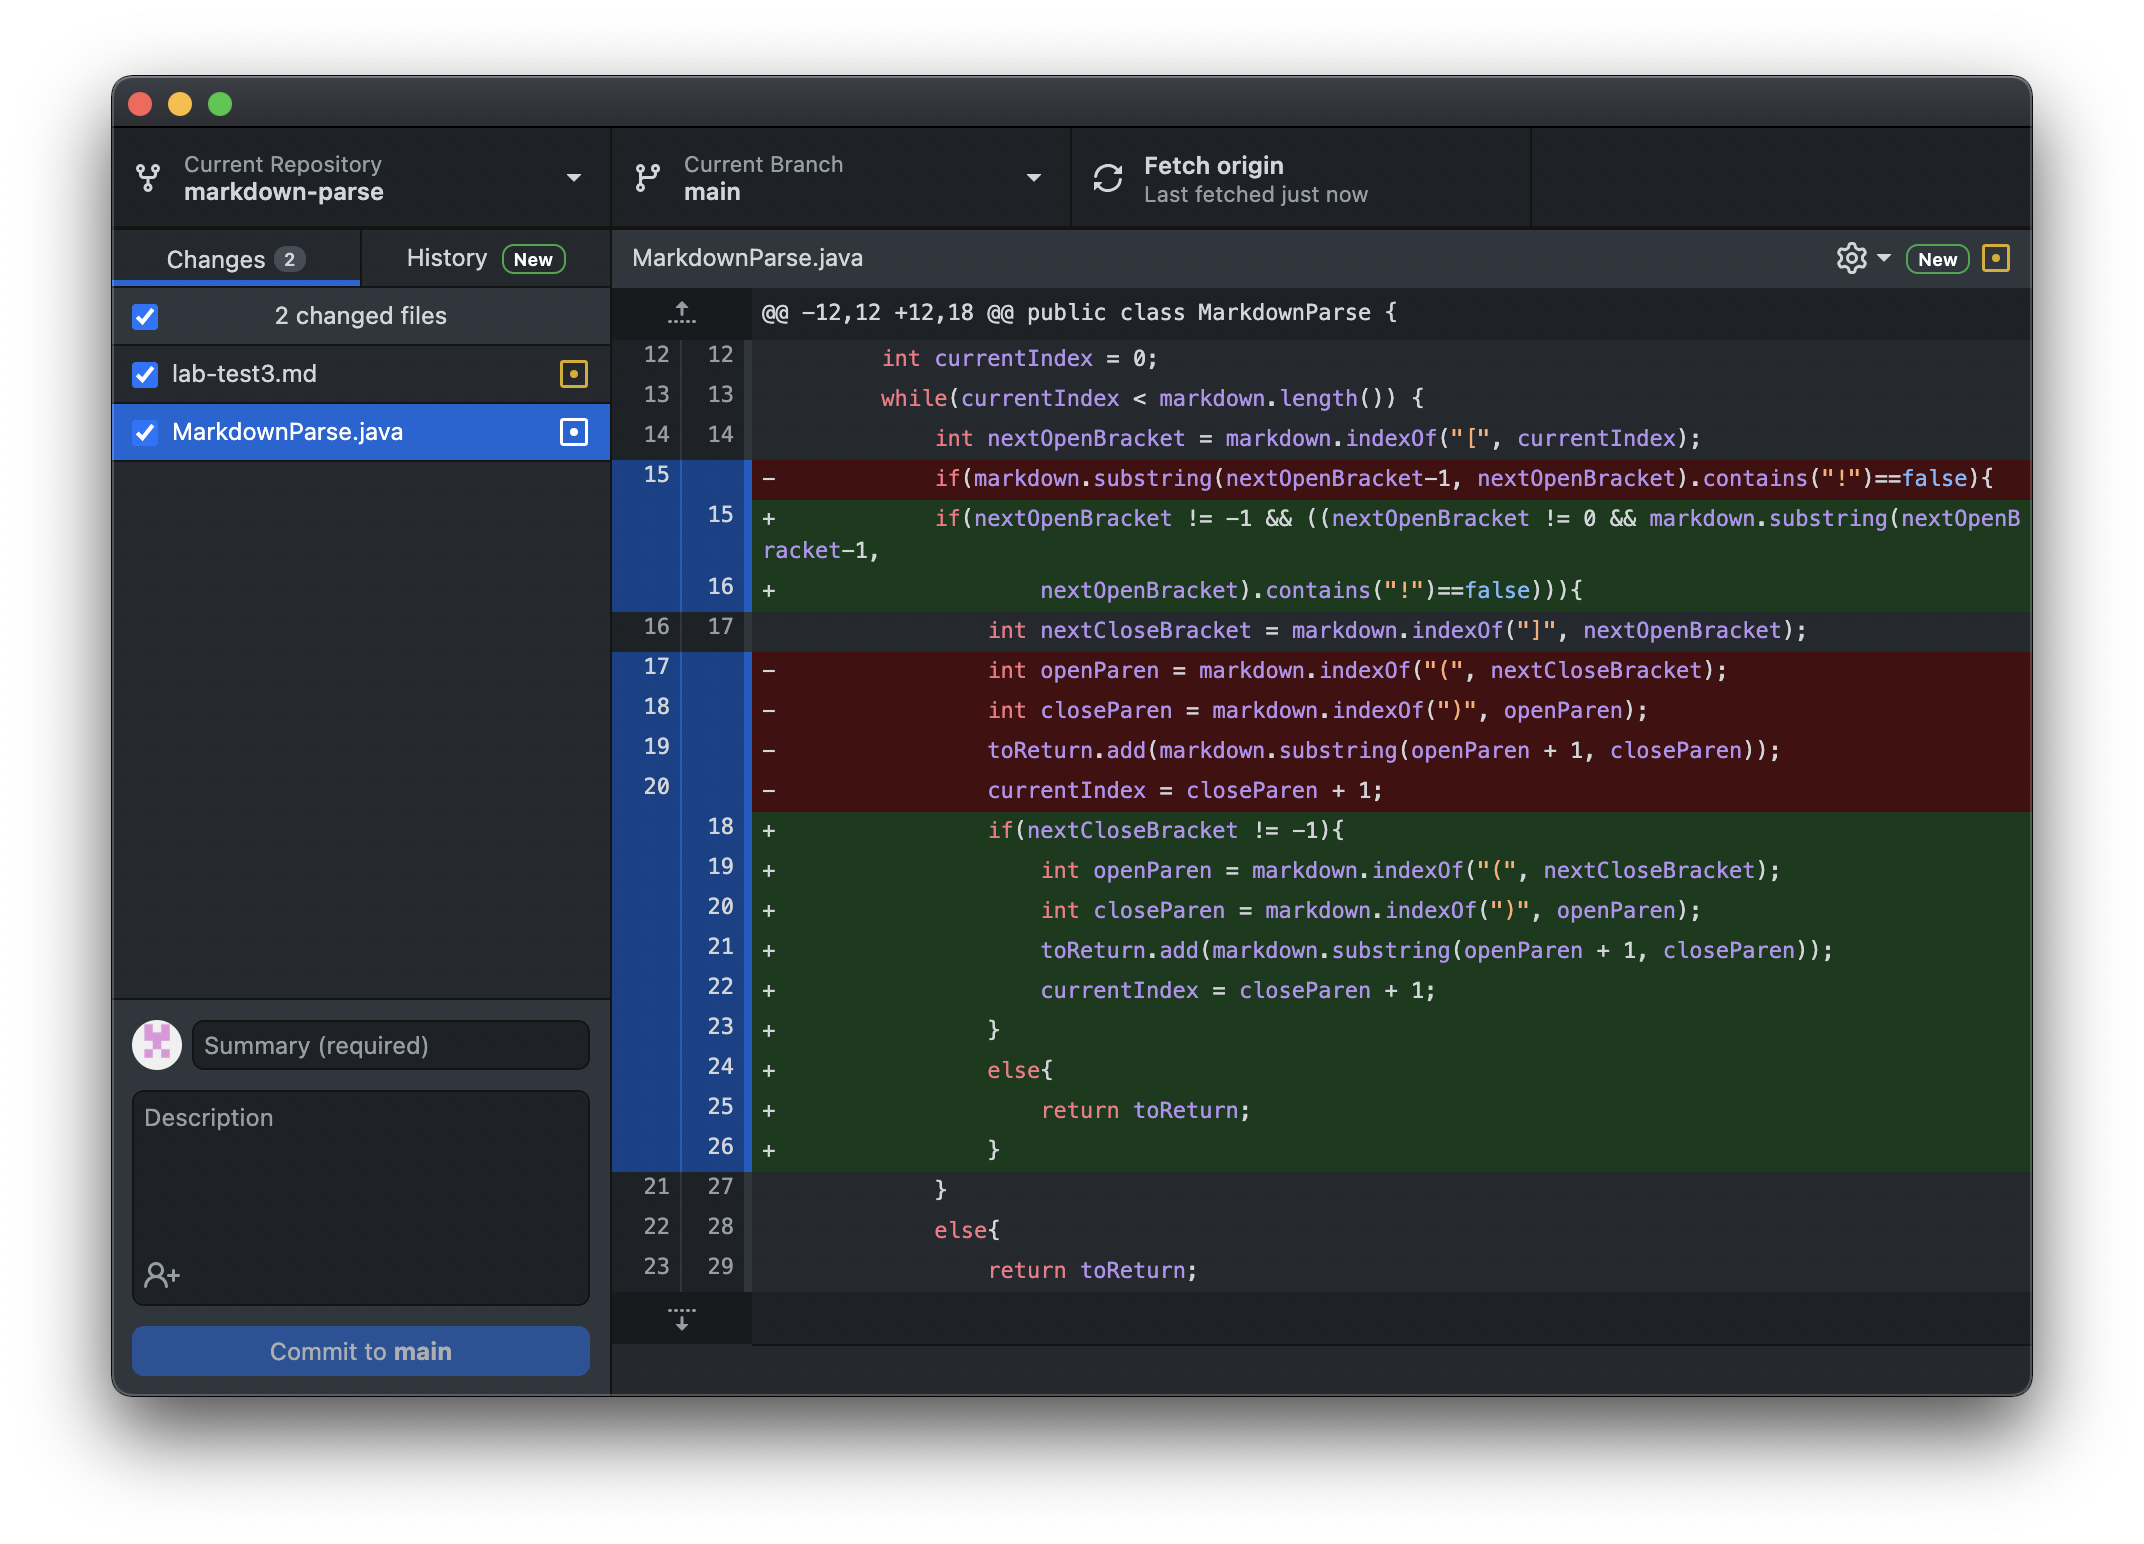 Current Repository
markdown-parse
Current Branch
main
Fetch origin
Last fetched just now
Changes 2
History New
MarkdownParse.java
New
2 changed files
lab-test3.md
MarkdownParse.java
@@ -12,12 +12,18 @@ public class MarkdownParse {
12 12 int currentIndex = 0;
13 13 while(currentIndex < markdown.length()) {
14 14 int nextOpenBracket = markdown.indexOf("[", currentIndex);
15 - if(markdown.substring(nextOpenBracket-1, nextOpenBracket).contains("!")==false){
15 + if(nextOpenBracket != -1 && ((nextOpenBracket != 0 && markdown.substring(nextOpenB
racket-1,
16 + nextOpenBracket).contains("!")==false))){
16 17 int nextCloseBracket = markdown.indexOf("]", nextOpenBracket);
17 - int openParen = markdown.indexOf("(", nextCloseBracket);
18 - int closeParen = markdown.indexOf(")", openParen);
19 - toReturn.add(markdown.substring(openParen + 1, closeParen));
20 - currentIndex = closeParen + 1;
18 + if(nextCloseBracket != -1){
19 + int openParen = markdown.indexOf("(", nextCloseBracket);
20 + int closeParen = markdown.indexOf(")", openParen);
21 + toReturn.add(markdown.substring(openParen + 1, closeParen));
22 + currentIndex = closeParen + 1;
23 + }
24 + else{
25 + return toReturn;
26 + }
21 27 }
22 28 else{
23 29 return toReturn;
Summary (required)
Description
Commit to main